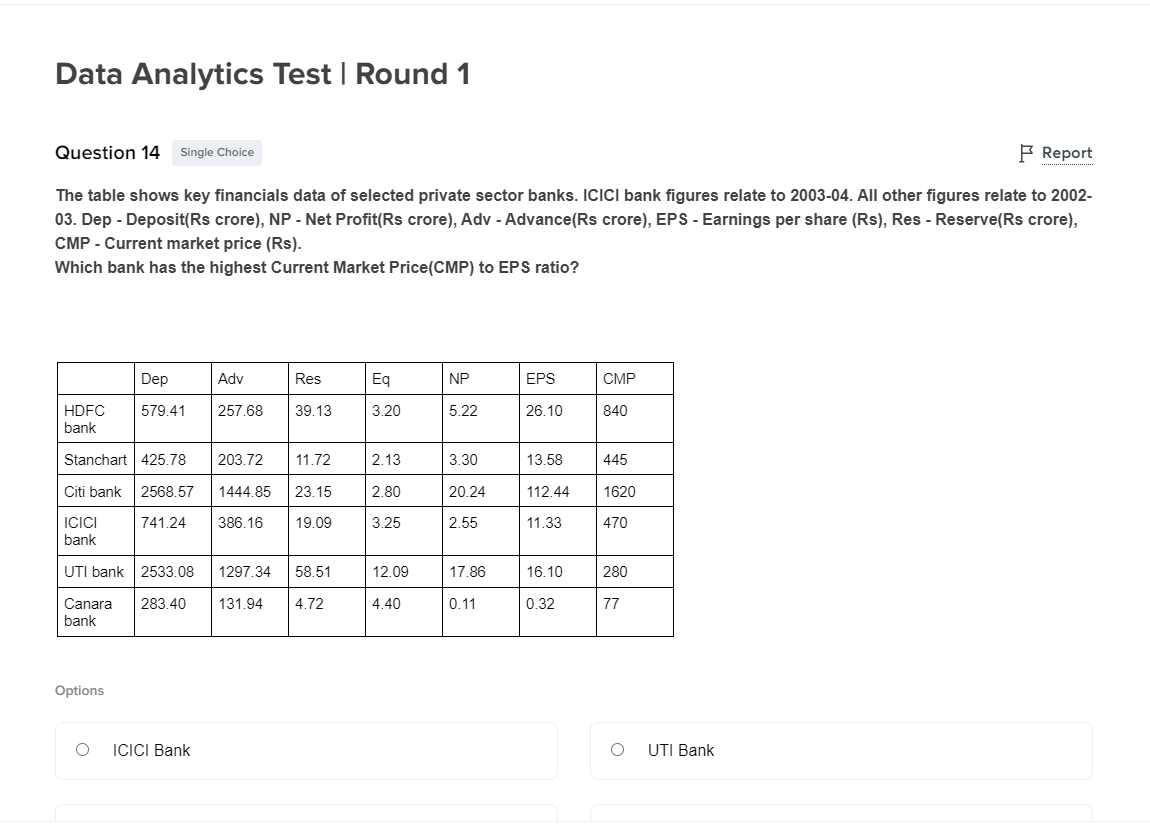 Data Analytics Test | Round 1
Question 14 Single Choice
Report
The table shows key financials data of selected private sector banks. ICICI bank figures relate to 2003-04. All other figures relate to 2002-
03. Dep - Deposit(Rs crore), NP - Net Profit(Rs crore), Adv - Advance(Rs crore), EPS - Earnings per share (Rs), Res - Reserve(Rs crore),
CMP - Current market price (Rs).
Which bank has the highest Current Market Price(CMP) to EPS ratio?
Dep Adv Res Eq NP EPS CMP
HDFC bank 579.41 257.68 39.13 3.20 5.22 26.10 840
Stanchart 425.78 203.72 11.72 2.13 3.30 13.58 445
Citi bank 2568.57 1444.85 23.15 2.80 20.24 112.44 1620
ICICI bank 741.24 386.16 19.09 3.25 2.55 11.33 470
UTI bank 2533.08 1297.34 58.51 12.09 17.86 16.10 280
Canara bank 283.40 131.94 4.72 4.40 0.11 0.32 77
Options
ICICI Bank
UTI Bank